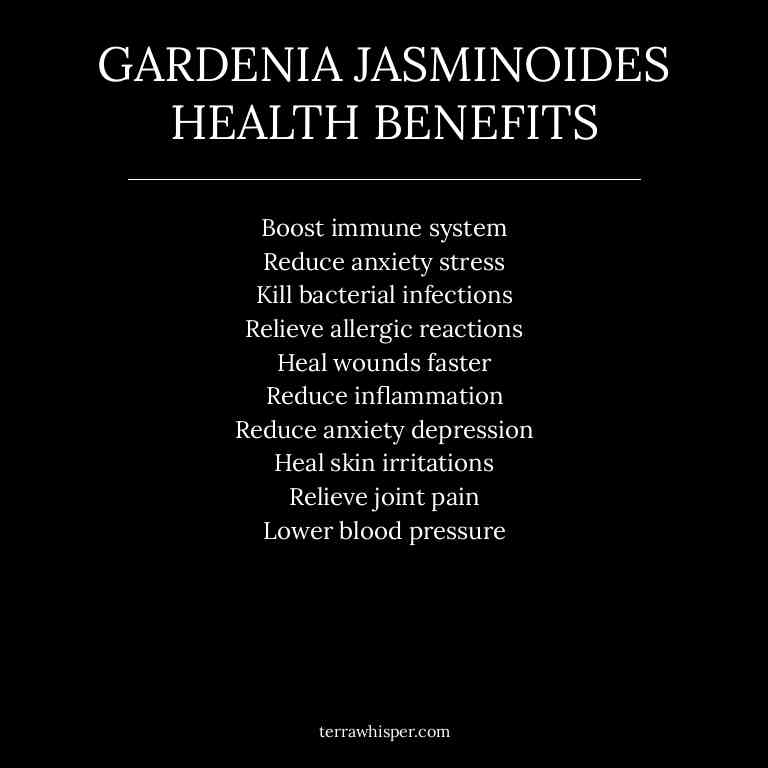 GARDENIA JASMINOIDES
HEALTH BENEFITS
Boost immune system
Reduce anxiety stress
Kill bacterial infections
Relieve allergic reactions
Heal wounds faster
Reduce inflammation
Reduce anxiety depression
Heal skin irritations
Relieve joint pain
Lower blood pressure
terrawhisper.com